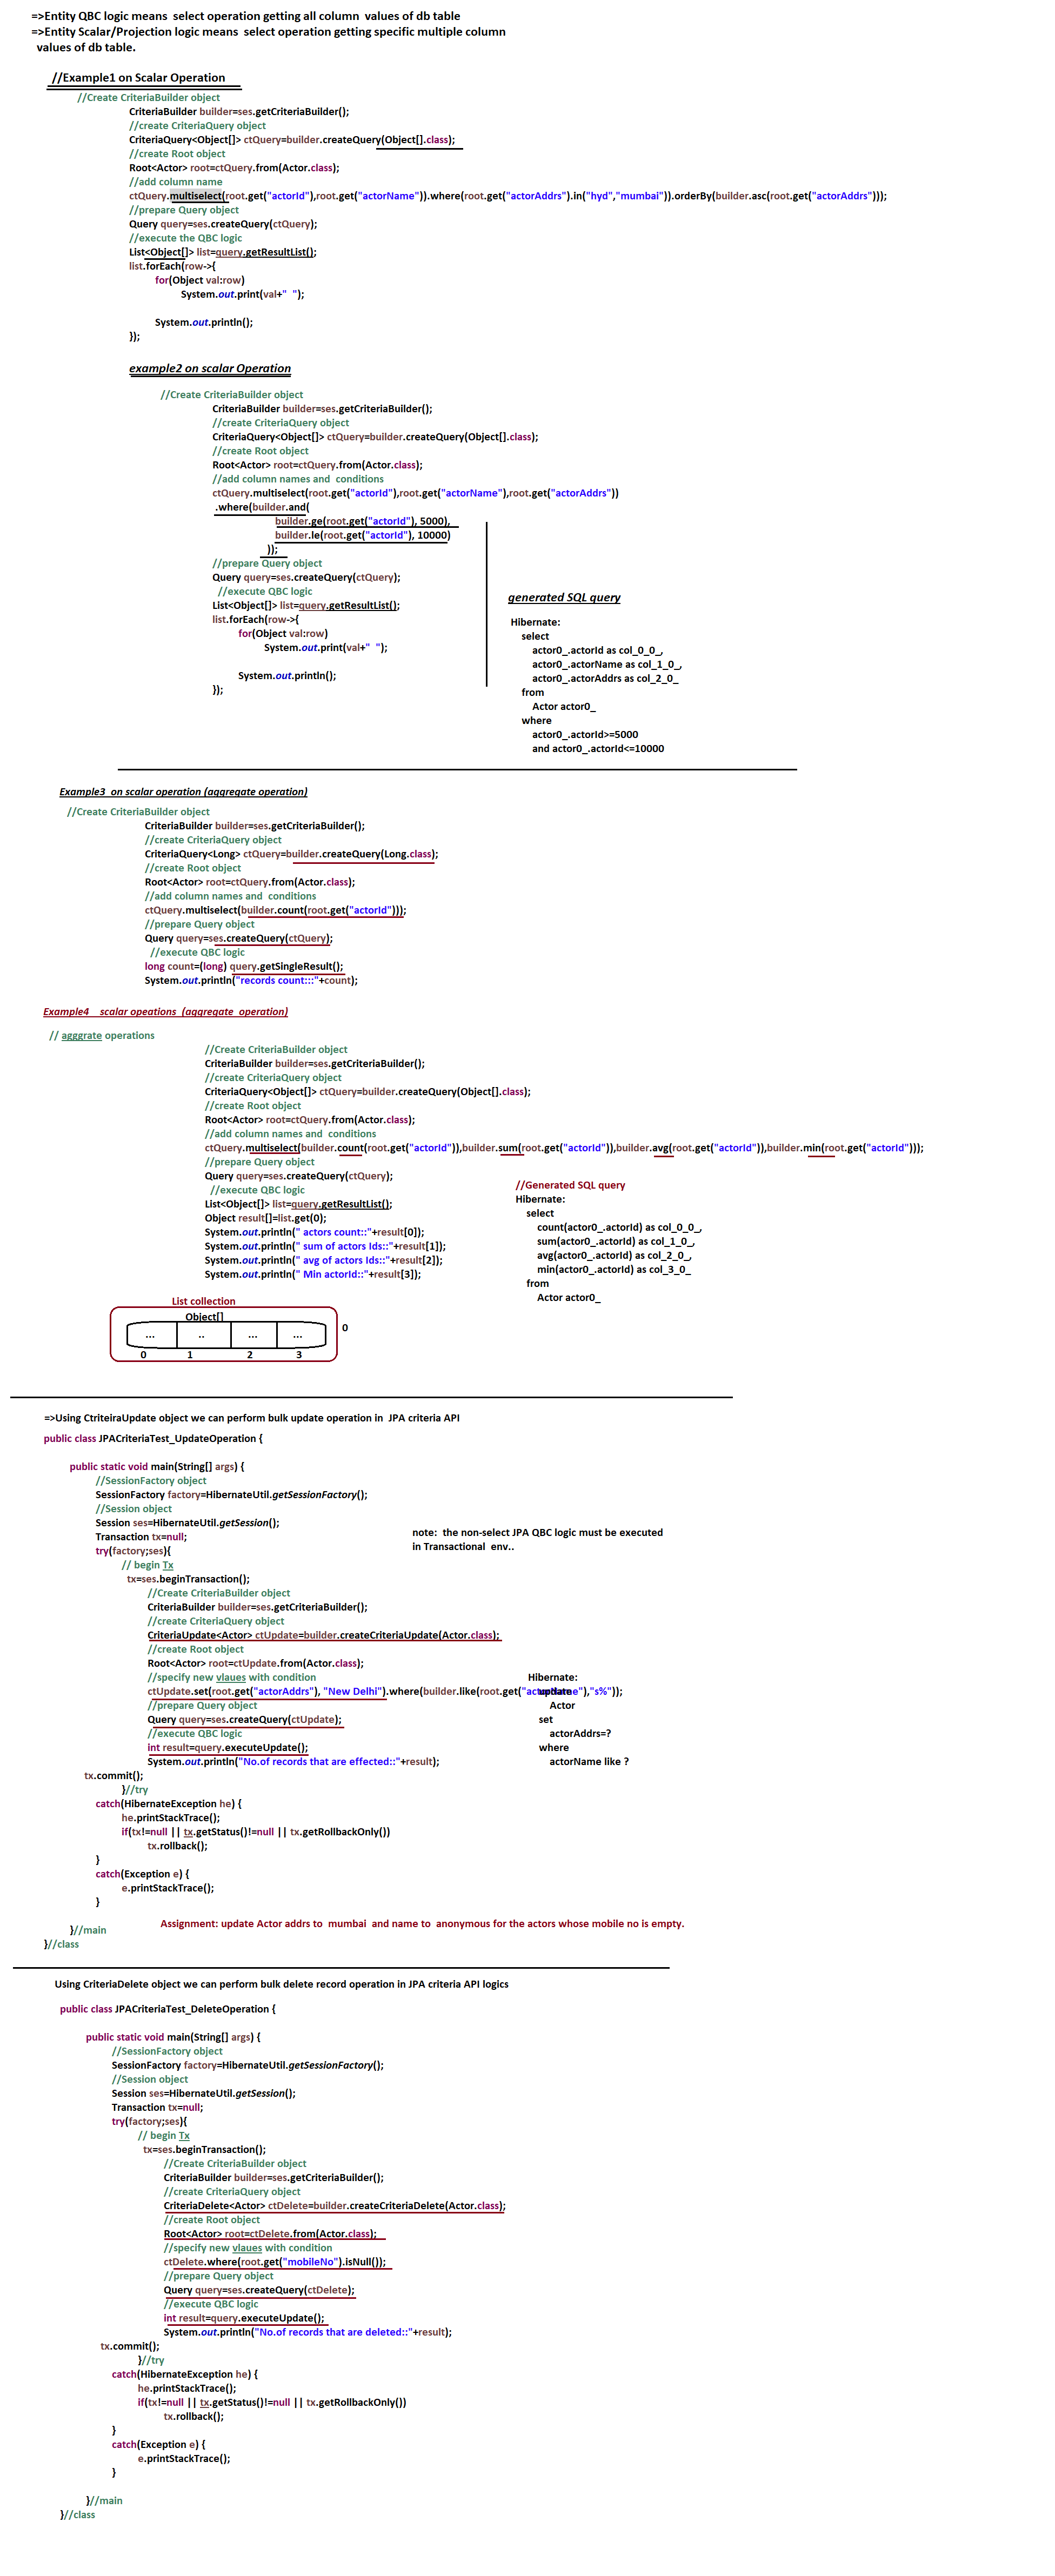 =>Entity QBC logic means  select operation getting all column  values of db table
=>Entity Scalar/Projection logic means  select operation getting specific multiple column
values of db table.
//Example1 on Scalar Operation
//Create CriteriaBuilder object
CriteriaBuilder builder=ses.getCriteriaBuilder();
//create CriteriaQuery object
CriteriaQuery<Object[]> ctQuery=builder.createQuery(Object[].class);
//create Root object
Root<Actor> root=ctQuery.from(Actor.class);
//add column name
ctQuery.multiselect(root.get("actorId"),root.get("actorName")).where(root.get("actorAddrs").in("hyd","mumbai")).orderBy(builder.asc(root.get("actorAddrs")));
//prepare Query object
Query query=ses.createQuery(ctQuery);
//execute the QBC logic
List<Object[]> list=query.getResultList();
list.forEach(row->{
for(Object val:row)
System.out.print(val+"  ");
System.out.println();
});
example2 on scalar Operation
//Create CriteriaBuilder object
CriteriaBuilder builder=ses.getCriteriaBuilder();
//create CriteriaQuery object
CriteriaQuery<Object[]> ctQuery=builder.createQuery(Object[].class);
//create Root object
Root<Actor> root=ctQuery.from(Actor.class);
//add column names and  conditions
ctQuery.multiselect(root.get("actorId"),root.get("actorName"),root.get("actorAddrs"))
.where(builder.and(
builder.ge(root.get("actorId"), 5000),
builder.le(root.get("actorId"), 10000)
));
//prepare Query object
Query query=ses.createQuery(ctQuery);
//execute QBC logic
List<Object[]> list=query.getResultList();
list.forEach(row->{
for(Object val:row)
System.out.print(val+"  ");
System.out.println();
});
generated SQL query
Hibernate:
select
actor0_.actorId as col_0_0_,
actor0_.actorName as col_1_0_,
actor0_.actorAddrs as col_2_0_
from
Actor actor0_
where
actor0_.actorId>=5000
and actor0_.actorId<=10000
Example3  on scalar operation (aggregate operation)
//Create CriteriaBuilder object
CriteriaBuilder builder=ses.getCriteriaBuilder();
//create CriteriaQuery object
CriteriaQuery<Long> ctQuery=builder.createQuery(Long.class);
//create Root object
Root<Actor> root=ctQuery.from(Actor.class);
//add column names and  conditions
ctQuery.multiselect(builder.count(root.get("actorId")));
//prepare Query object
Query query=ses.createQuery(ctQuery);
//execute QBC logic
long count=(long) query.getSingleResult();
System.out.println("records count:::"+count);
Example4    scalar opeations  (aggregate  operation)
// agggrate operations
//Create CriteriaBuilder object
CriteriaBuilder builder=ses.getCriteriaBuilder();
//create CriteriaQuery object
CriteriaQuery<Object[]> ctQuery=builder.createQuery(Object[].class);
//create Root object
Root<Actor> root=ctQuery.from(Actor.class);
//add column names and  conditions
ctQuery.multiselect(builder.count(root.get("actorId")),builder.sum(root.get("actorId")),builder.avg(root.get("actorId")),builder.min(root.get("actorId")));
//prepare Query object
Query query=ses.createQuery(ctQuery);
//execute QBC logic
List<Object[]> list=query.getResultList();
Object result[]=list.get(0);
System.out.println(" actors count::"+result[0]);
System.out.println(" sum of actors Ids::"+result[1]);
System.out.println(" avg of actors Ids::"+result[2]);
System.out.println(" Min actorId::"+result[3]);
//Generated SQL query
Hibernate:
select
count(actor0_.actorId) as col_0_0_,
sum(actor0_.actorId) as col_1_0_,
avg(actor0_.actorId) as col_2_0_,
min(actor0_.actorId) as col_3_0_
from
Actor actor0_
List collection
Object[]
... .. ... ... 0
0 1 2 3
=>Using CtriteiraUpdate object we can perform bulk update operation in  JPA criteria API
public class JPACriteriaTest_UpdateOperation {
public static void main(String[] args) {
//SessionFactory object
SessionFactory factory=HibernateUtil.getSessionFactory();
//Session object
Session ses=HibernateUtil.getSession();
Transaction tx=null;
try(factory;ses){
note:  the non-select JPA QBC logic must be executed
in Transactional  env..
// begin Tx
tx=ses.beginTransaction();
//Create CriteriaBuilder object
CriteriaBuilder builder=ses.getCriteriaBuilder();
//create CriteriaQuery object
CriteriaUpdate<Actor> ctUpdate=builder.createCriteriaUpdate(Actor.class);
//create Root object
Root<Actor> root=ctUpdate.from(Actor.class);
//specify new vlaues with condition
ctUpdate.set(root.get("actorAddrs"), "New Delhi").where(builder.like(root.get("actorName"),"s%"));
//prepare Query object
Query query=ses.createQuery(ctUpdate);
//execute QBC logic
int result=query.executeUpdate();
System.out.println("No.of records that are effected::"+result);
Hibernate:
update
Actor
set
actorAddrs=?
where
actorName like ?
tx.commit();
}//try
catch(HibernateException he) {
he.printStackTrace();
if(tx!=null || tx.getStatus()!=null || tx.getRollbackOnly())
tx.rollback();
}
catch(Exception e) {
e.printStackTrace();
}
Assignment: update Actor addrs to  mumbai  and name to  anonymous for the actors whose mobile no is empty.
}//main
}//class
Using CriteriaDelete object we can perform bulk delete record operation in JPA criteria API logics
public class JPACriteriaTest_DeleteOperation {
public static void main(String[] args) {
//SessionFactory object
SessionFactory factory=HibernateUtil.getSessionFactory();
//Session object
Session ses=HibernateUtil.getSession();
Transaction tx=null;
try(factory;ses){
// begin Tx
tx=ses.beginTransaction();
//Create CriteriaBuilder object
CriteriaBuilder builder=ses.getCriteriaBuilder();
//create CriteriaQuery object
CriteriaDelete<Actor> ctDelete=builder.createCriteriaDelete(Actor.class);
//create Root object
Root<Actor> root=ctDelete.from(Actor.class);
//specify new vlaues with condition
ctDelete.where(root.get("mobileNo").isNull());
//prepare Query object
Query query=ses.createQuery(ctDelete);
//execute QBC logic
int result=query.executeUpdate();
System.out.println("No.of records that are deleted::"+result);
tx.commit();
}//try
catch(HibernateException he) {
he.printStackTrace();
if(tx!=null || tx.getStatus()!=null || tx.getRollbackOnly())
tx.rollback();
}
catch(Exception e) {
e.printStackTrace();
}
}//main
}//class